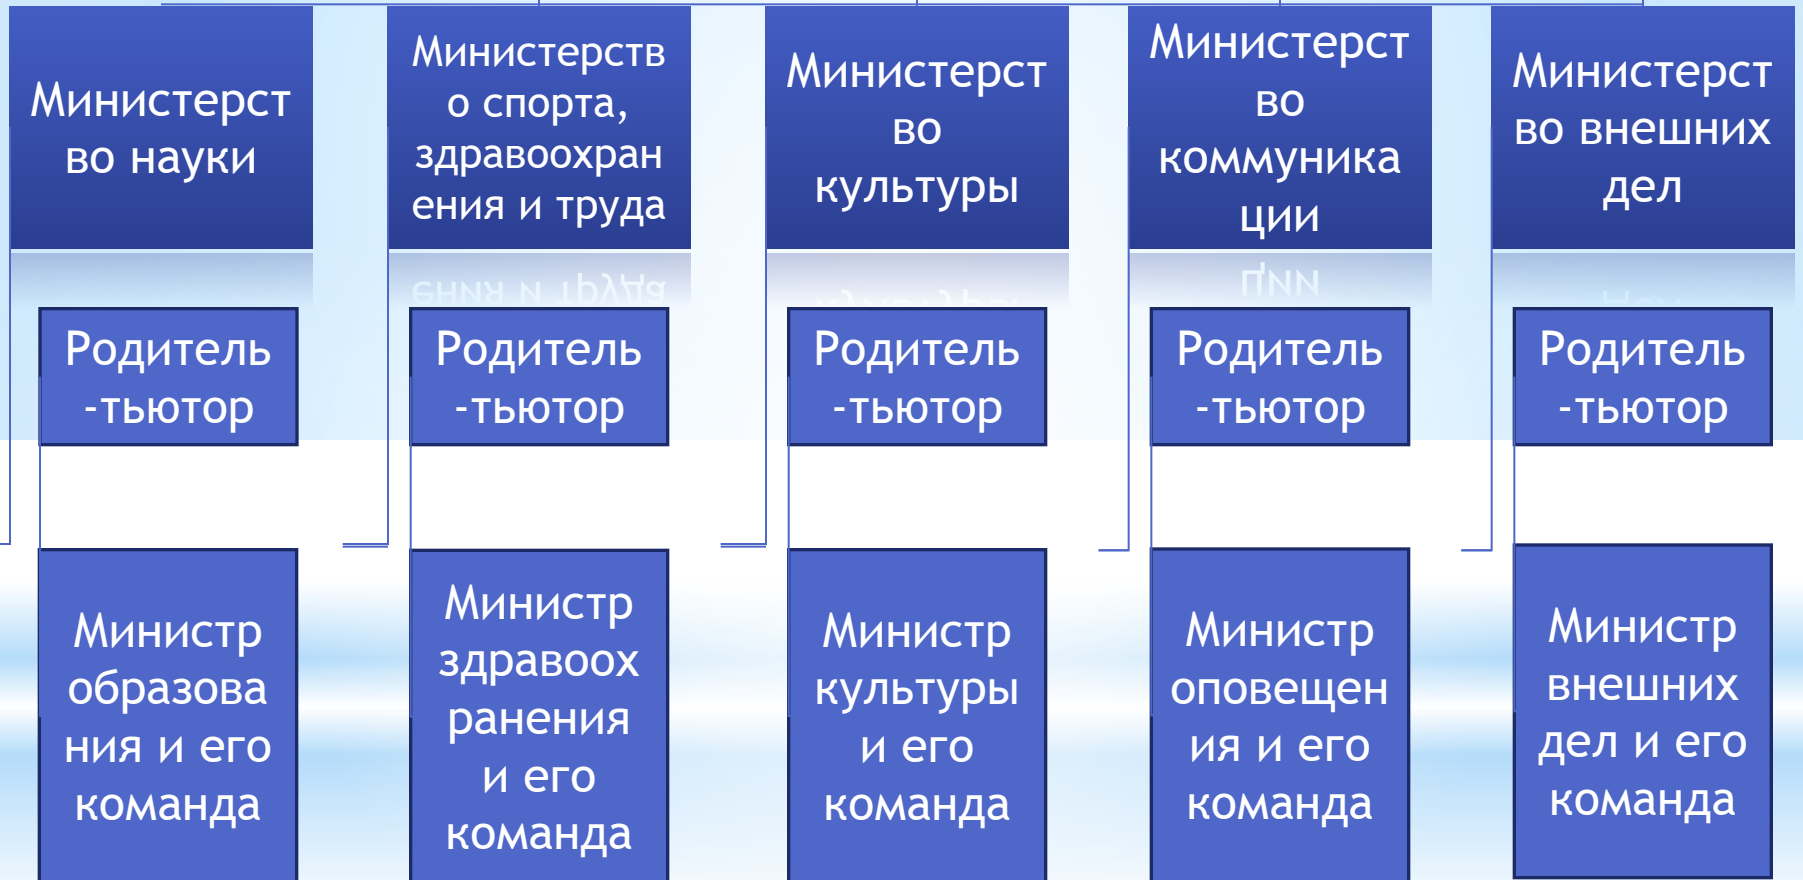 Министерст
во науки
Министерств
о спорта,
здравоохран
ения и труда
Министерст
во
культуры
Министерст
во
коммуника
ции
Министерст
во внешних
дел
Родитель
-тьютор
Родитель
-тьютор
Родитель
-тьютор
Родитель
-тьютор
Родитель
-тьютор
Министр
образова
ния и его
команда
Министр
здравоох
ранения
и его
команда
Министр
культуры
и его
команда
Министр
оповещен
ия и его
команда
Министр
внешних
дел и его
команда